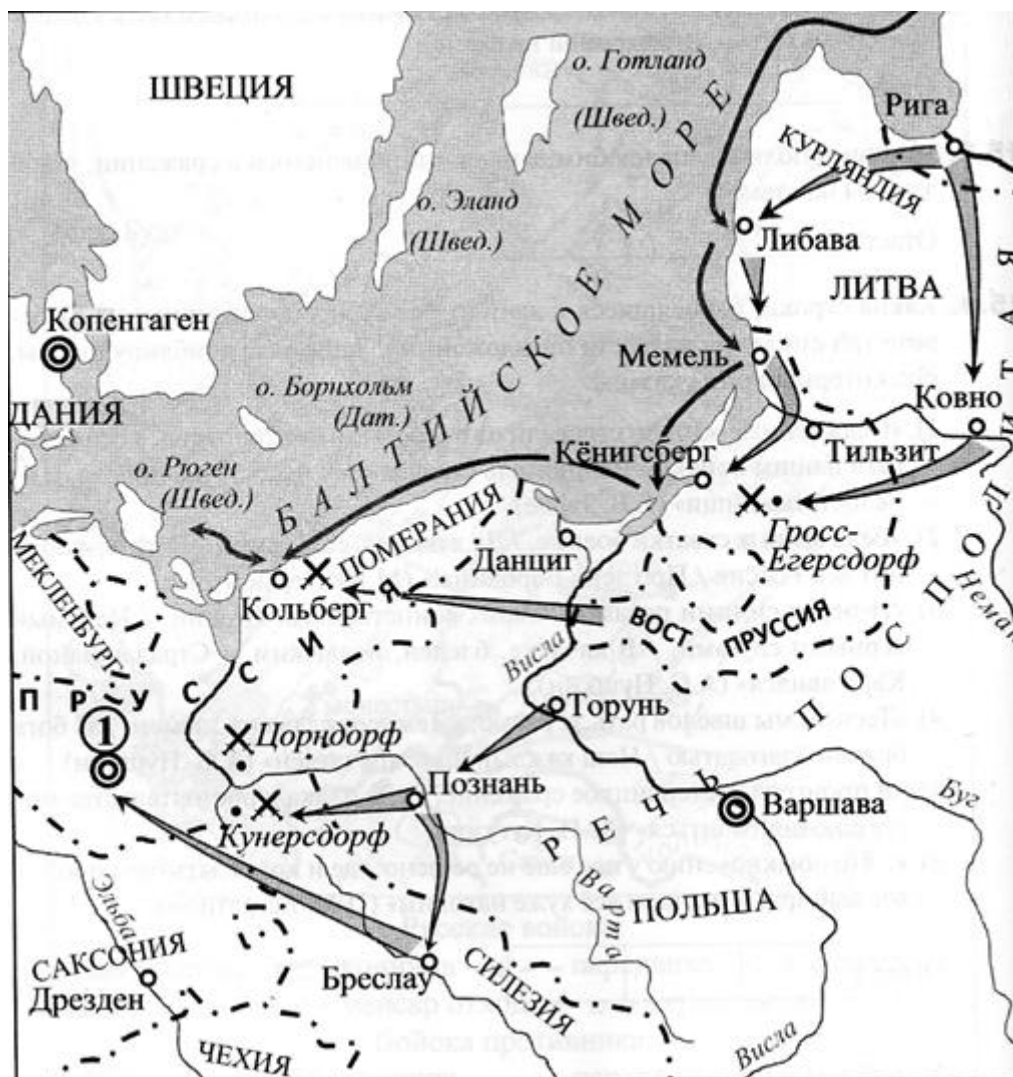 ШВЕЦИЯ
о. Готланд
(Швед.)
Рига
КУРЛЯНДИЯ
о. Эланд
(Швед.)
Либава
ЛИТВА
Копенгаген
ДАНИЯ
о. Борнхольм
(Дат.)
БАЛТИЙСКОЕ МОРЕ
Мемель
Ковно
Тильзит
о. Рюген
(Швед.)
Кёнигсберг
Гросс-
Егерсдорф
ПОМЕРАНИЯ
Данциг
Кольберг
МЕКЛЕНБУРГ
ВОСТ. ПРУССИЯ
Неман
Висла
ПРУССИЯ
1
Торунь
Цорндорф
Познань
Кунерсдорф
РЕЧЬ ПОСПОЛИТАЯ
Варшава
Буг
Варта
ПОЛЬША
Эльба
САКСОНИЯ
Дрезден
Бреслау
СИЛЕЗИЯ
ЧЕХИЯ
Висла